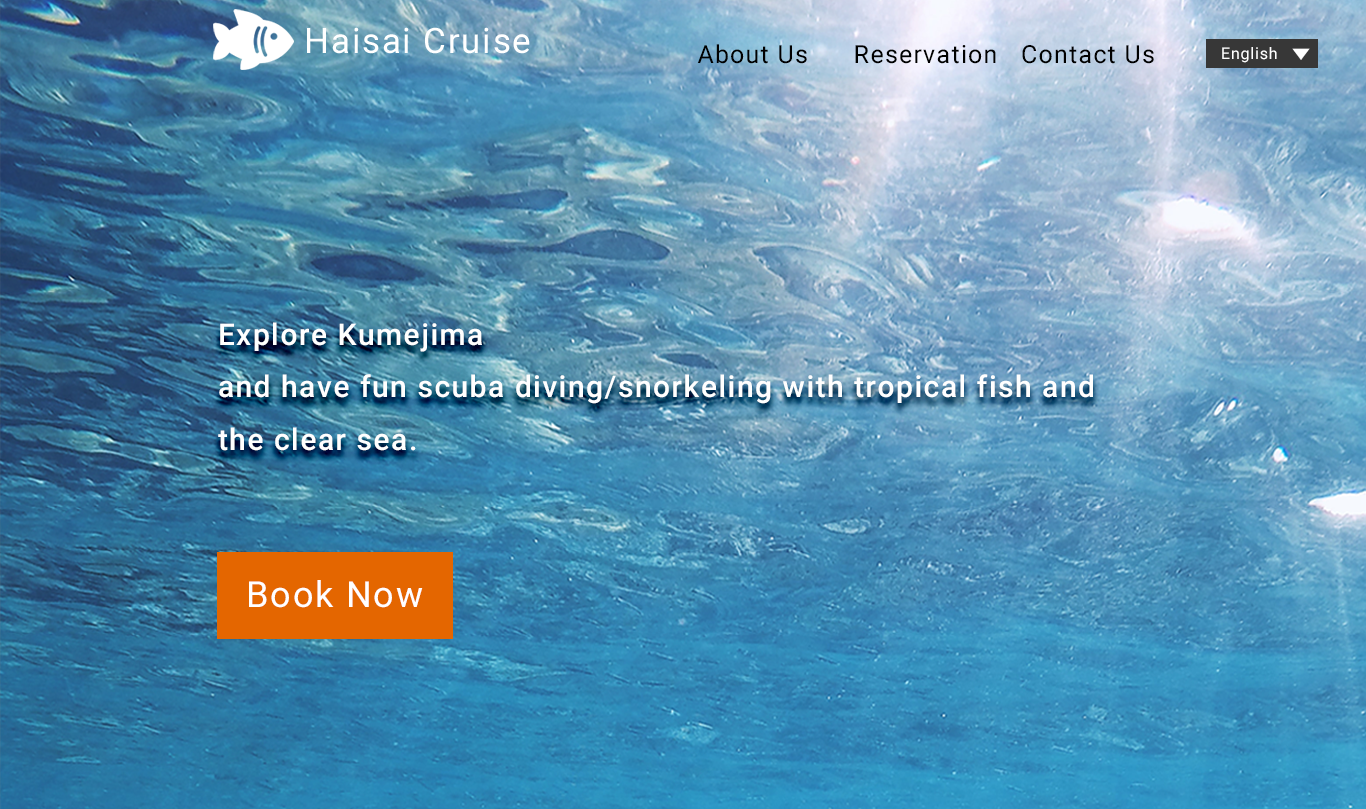 Haisai Cruise
About Us
Reservation
Contact Us
English
Explore Kumejima
and have fun scuba diving/snorkeling with tropical fish and
the clear sea.
Book Now